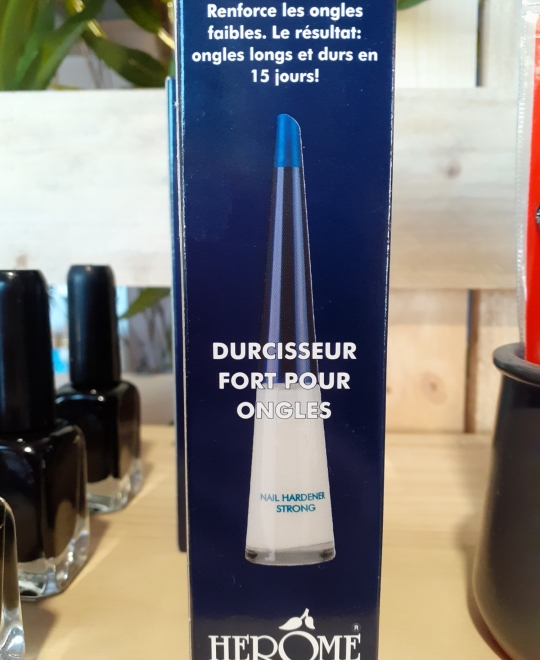 Renforce les ongles
faibles. Le résultat:
ongles longs et durs en
15 jours!
DURCISSEUR
FORT POUR
ONGLES
NAIL HARDENER
STRONG
HERÔME